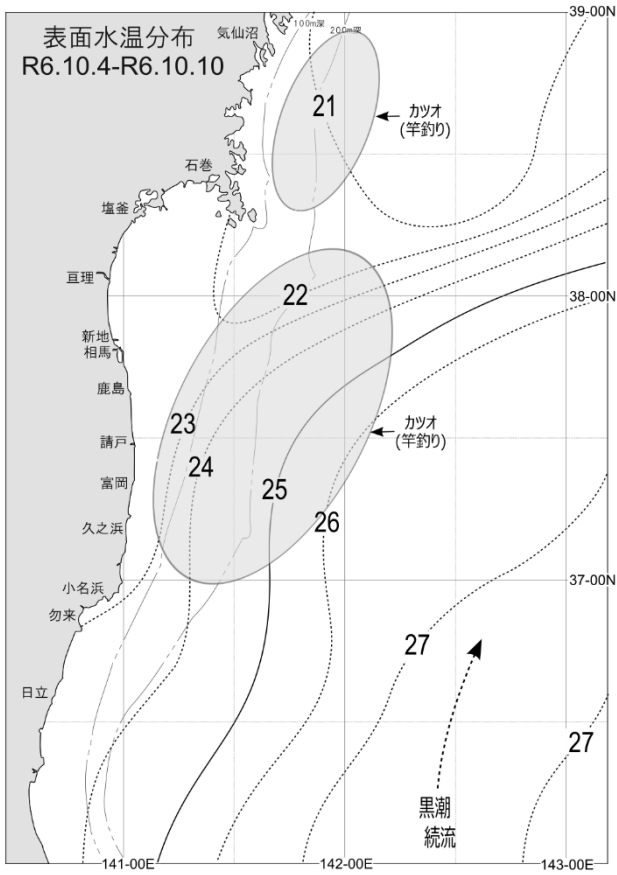 表面水温分布
R6.10.4-R6.10.10
39-00N
気仙沼
100m深
200m深
21
カツオ
(竿釣り)
石巻
塩釜
亘理
22
38-00N
新地
相馬
鹿島
23
カツオ
(竿釣り)
請戸
24
富岡
25
26
久之浜
37-00N
小名浜
勿来
27
日立
27
黒潮
続流
141-00E
142-00E
143-00E